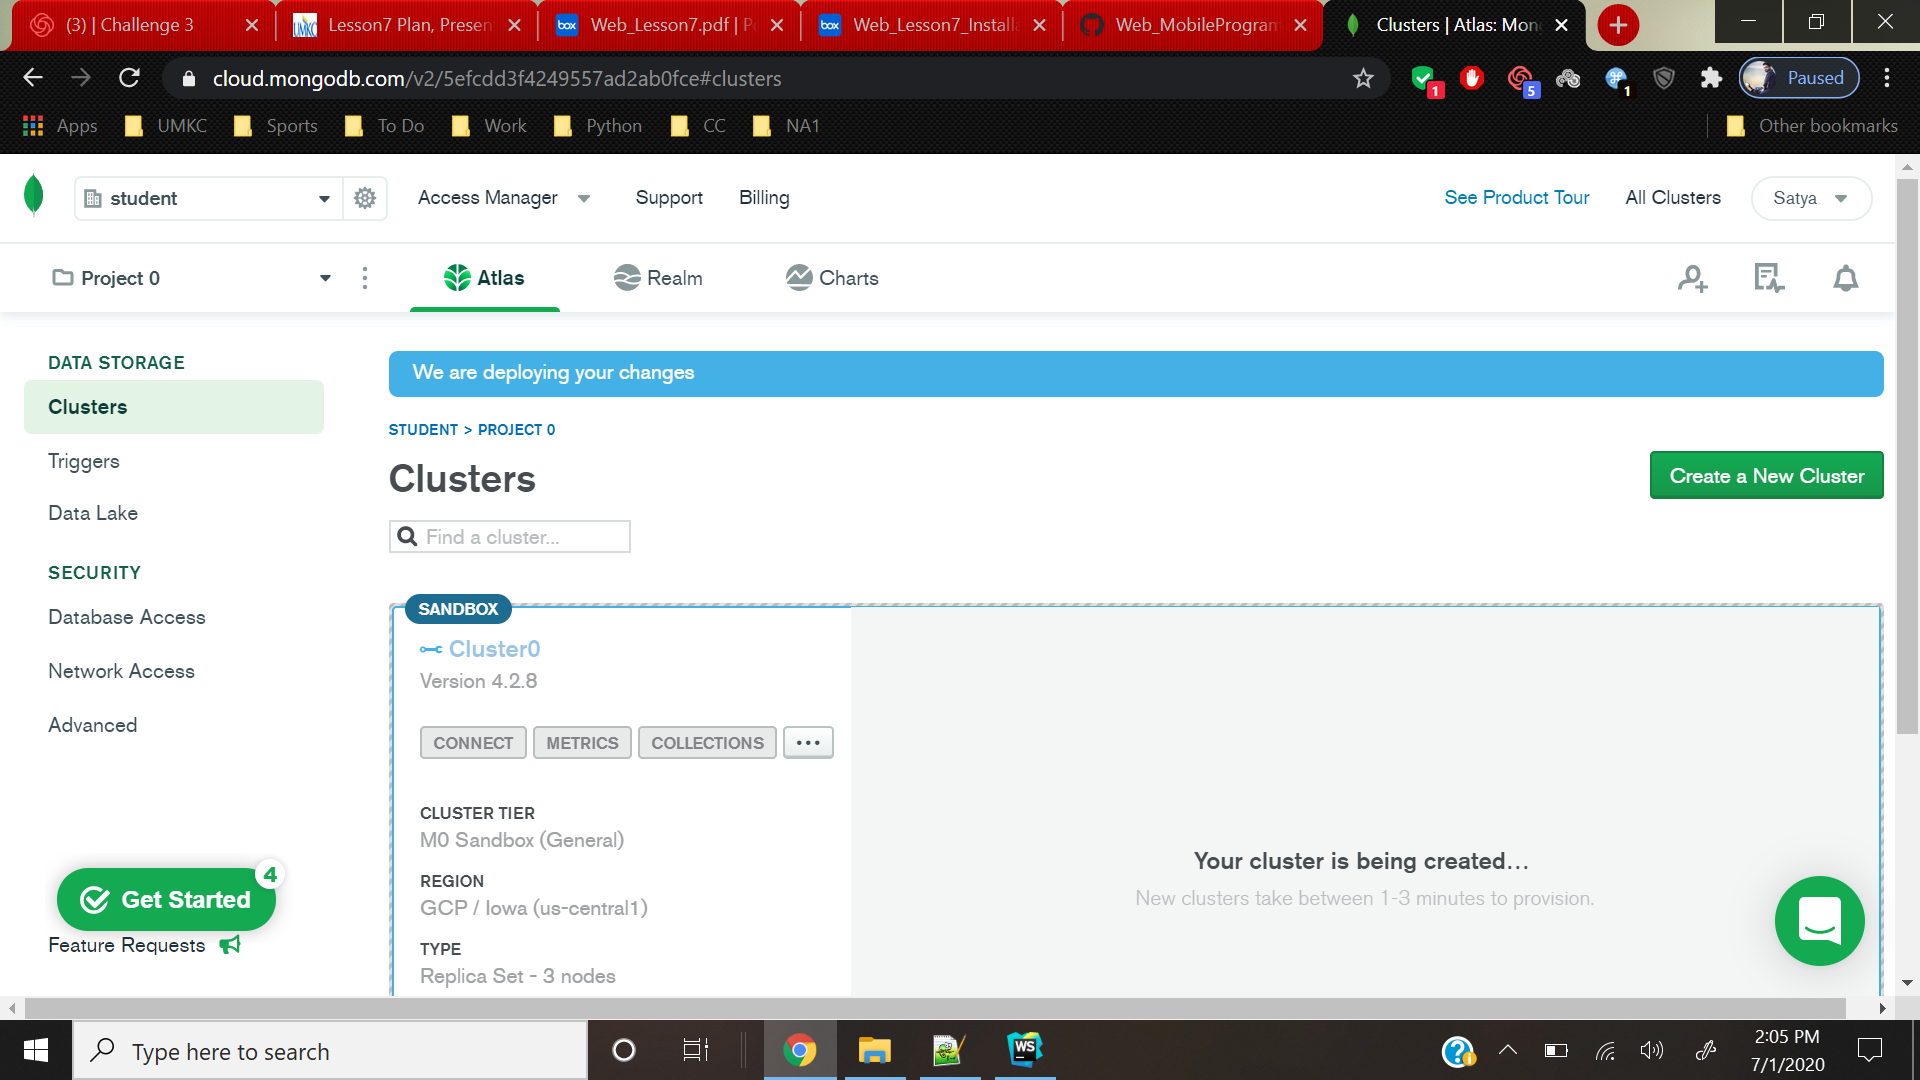 (3) | Challenge 3
Lesson7 Plan, Presen
box Web_Lesson7.pdf | P
box Web_Lesson7_Install
Web_MobileProgram
Clusters | Atlas: Mon
cloud.mongodb.com/v2/5efcdd3f4249557ad2ab0fce#clusters
1
5
1
Paused
Apps
UMKC
Sports
To Do
Work
Python
CC
NA1
Other bookmarks
student
Access Manager
Support
Billing
See Product Tour
All Clusters
Satya
Project 0
Atlas
Realm
Charts
DATA STORAGE
Clusters
Triggers
Data Lake
SECURITY
Database Access
Network Access
Advanced
Get Started
4
Feature Requests
We are deploying your changes
STUDENT > PROJECT 0
Clusters
Create a New Cluster
Find a cluster...
SANDBOX
Cluster0
Version 4.2.8
CONNECT
METRICS
COLLECTIONS
...
CLUSTER TIER
M0 Sandbox (General)
REGION
GCP / Iowa (us-central1)
TYPE
Replica Set - 3 nodes
Your cluster is being created...
New clusters take between 1-3 minutes to provision.
Type here to search
WS
2:05 PM
7/1/2020